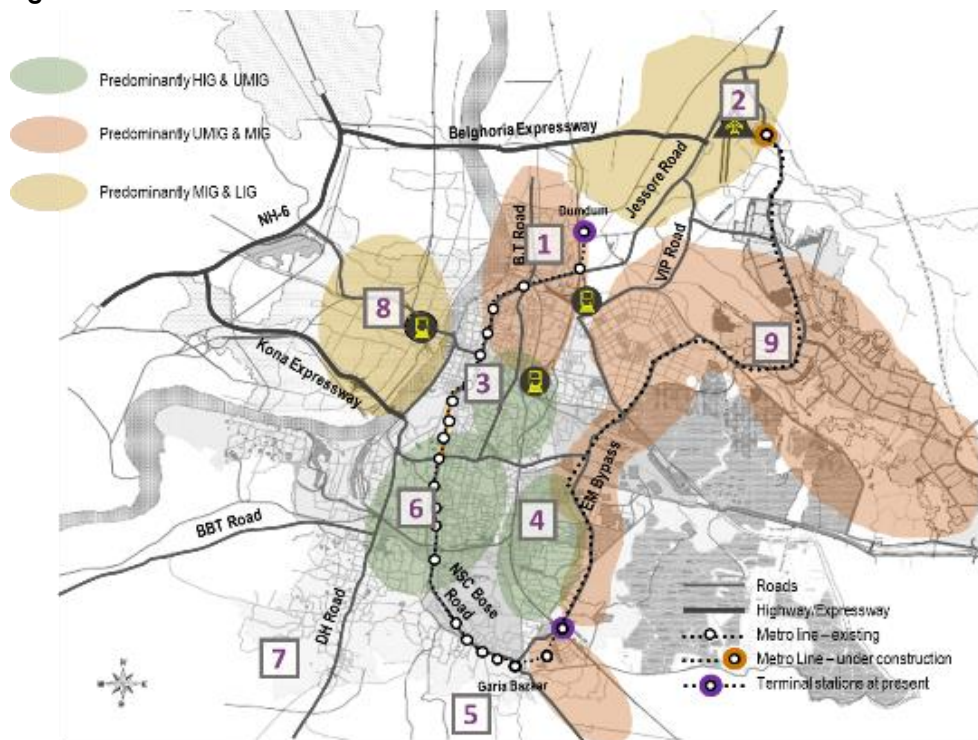 Predominantly HIG & UMIG
Predominantly UMIG & MIG
Predominantly MIG & LIG
2
Belghoria Expressway
Jessore Road
NH-6
B.T Road
Dumdum
1
VIP Road
8
9
Kona Expressway
3
EM Bypass
6
4
BBT Road
NSC Bose
Road
DH Road
7
Garia Bazaar
5
Roads
Highway/Expressway
Metro line – existing
Metro Line – under construction
Terminal stations at present